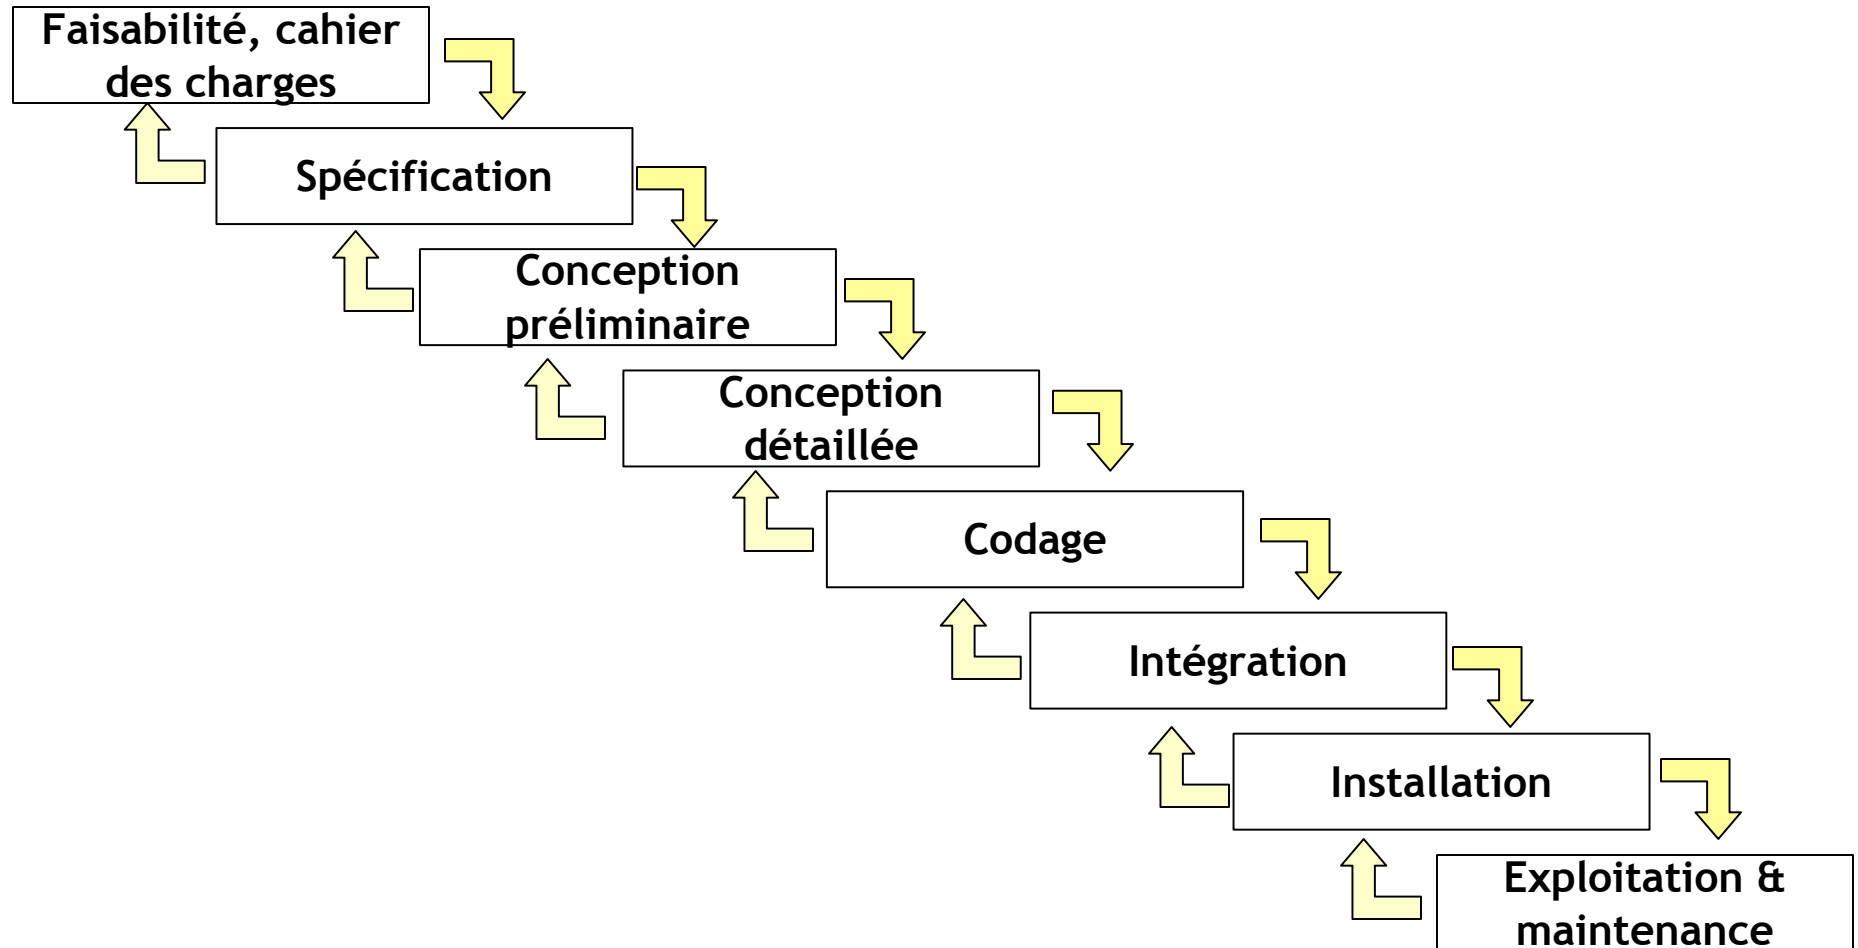 Faisabilité, cahier
des charges
Spécification
Conception
préliminaire
Conception
détaillée
Codage
Intégration
Installation
Exploitation &
maintenance